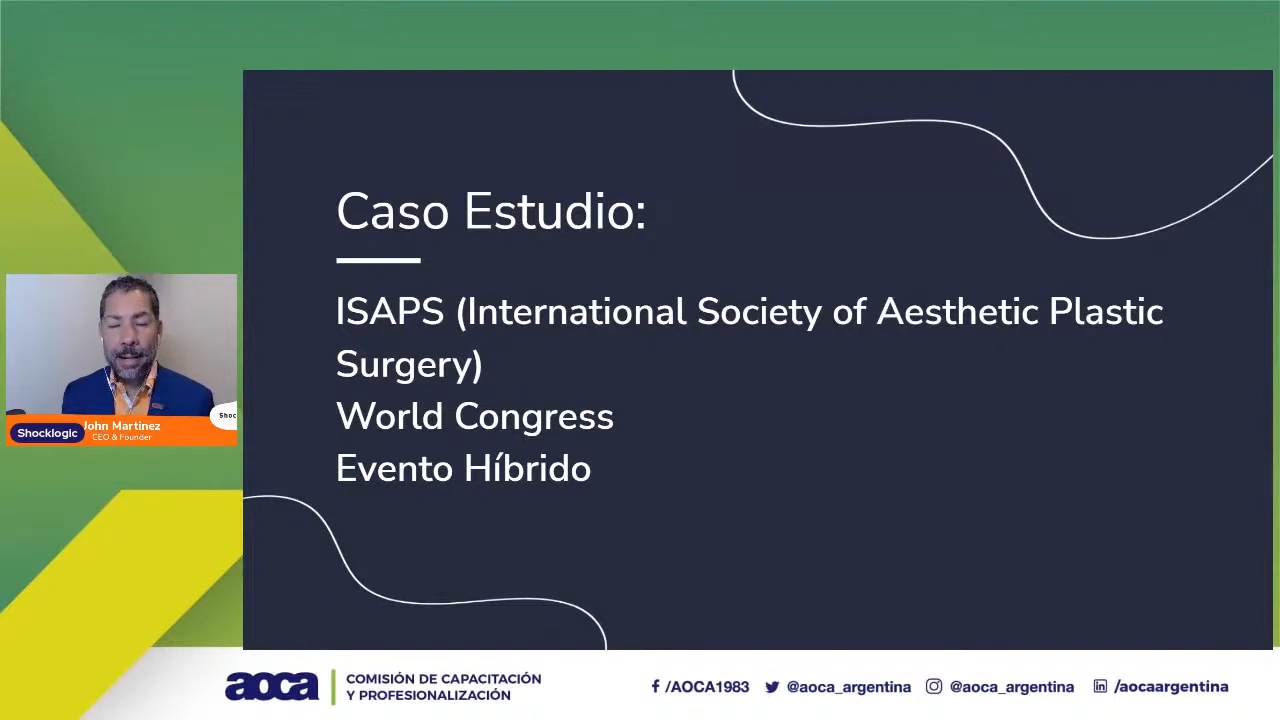 Caso Estudio:
ISAPS (International Society of Aesthetic Plastic
Surgery)
World Congress
Evento Híbrido
Shoc
John Martinez
Shocklogic
CEO & Founder
aoca
COMISIÓN DE CAPACITACIÓN
Y PROFESIONALIZACIÓN
/AOCA1983
@aoca_argentina
@aoca_argentina
/aocaargentina